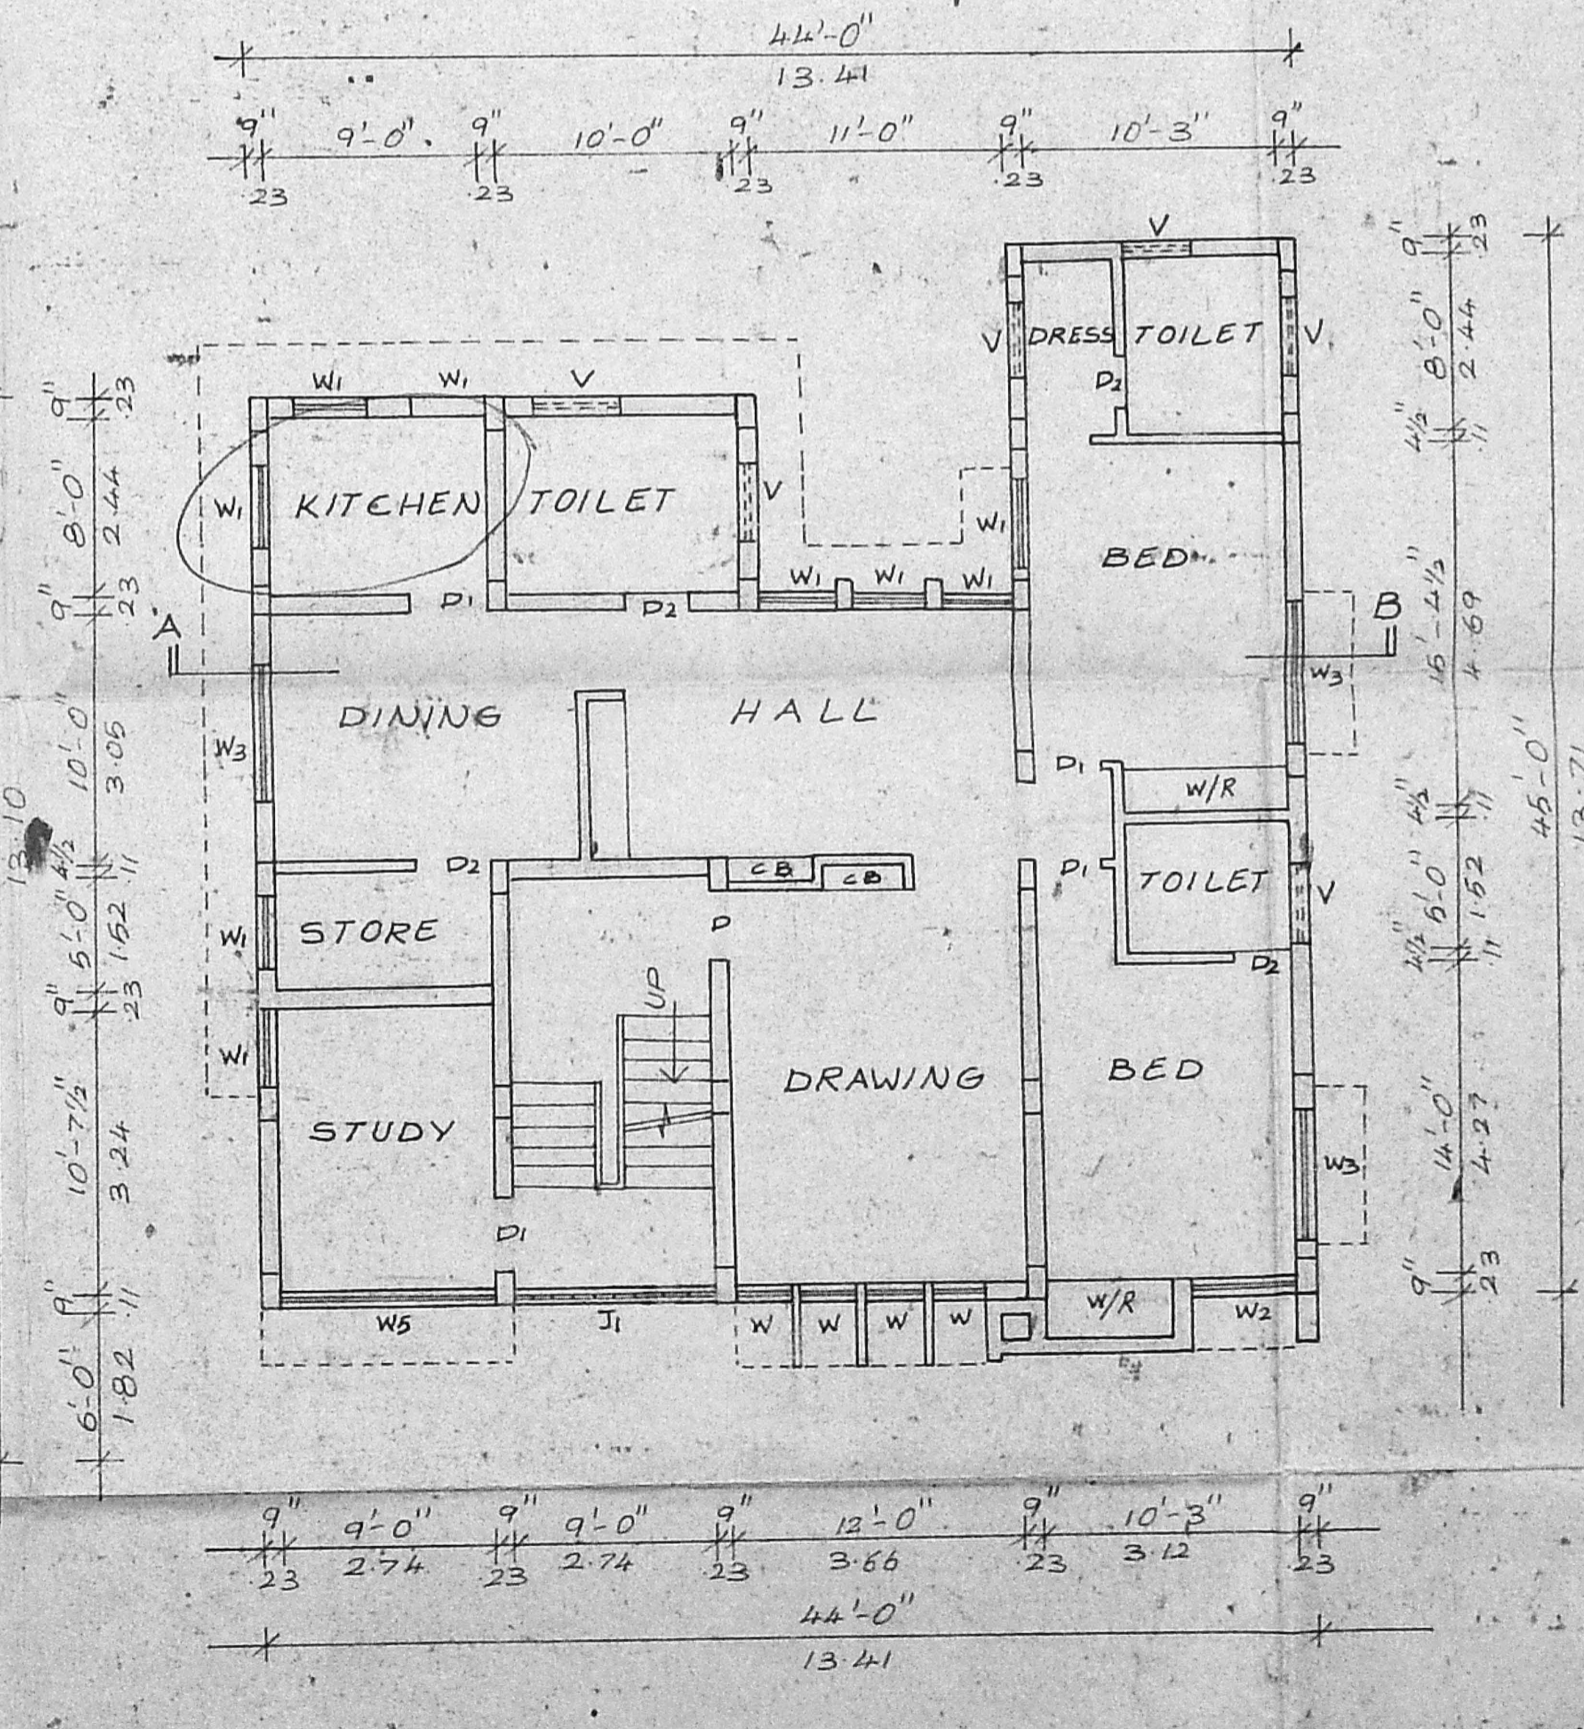 44'-0"
13.41
9" 9'-0" 9" 10'-0" 9" 11'-0" 9" 10'-3" 9"
.23 .23 .23 .23 .23
V
V DRESS TOILET V
D2
W1 W1 V
W1 KITCHEN TOILET V
W1
BED
W1 W1 W1
D1 D2
A B
W3
DINING HALL
W3
D1
W/R
CB
CB
D2 D1 TOILET V
D
W1 STORE
D2
UP
W1
DRAWING BED
STUDY
W3
D1
W5 J1 W W W W W/R W2
9" .23
8'-0" 2.44
9" .23
10'-0" 3.05
4½ .11
5'-0" 1.52
9" .23
10'-7½" 3.24
9" .11
6'-0" 1.82
13.10
9" .23
8'-0" 2.44
4½" .11
15'-4½" 4.69
4½" .11
5'-0" 1.52
4½" .11
14'-0" 4.27
9" .23
45'-0"
13.71
9" 9'-0" 9" 9'-0" 9" 12'-0" 9" 10'-3" 9"
.23 2.74 .23 2.74 .23 3.66 .23 3.12 .23
44'-0"
13.41